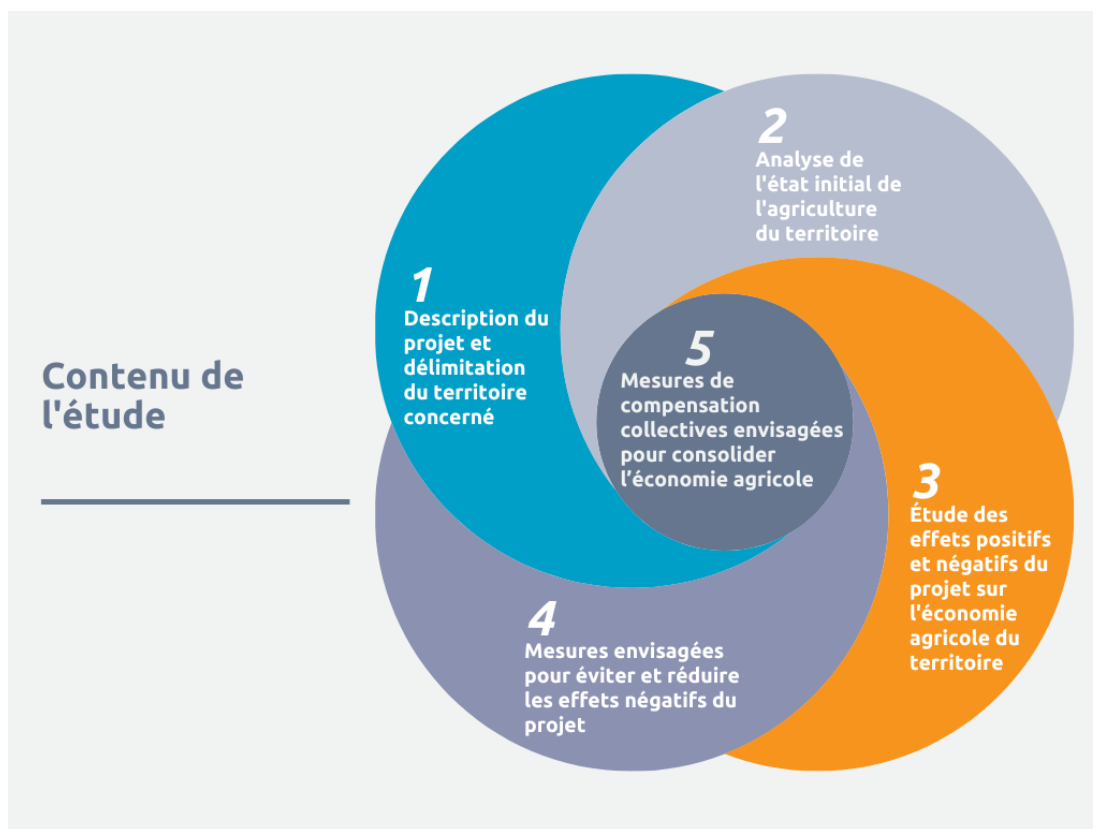 Contenu de
l'étude
1
Description du
projet et
délimitation
du territoire
concerné
2
Analyse de
l'état initial de
l'agriculture
du territoire
3
Étude des
effets positifs
et négatifs du
projet sur
l'économie
agricole du
territoire
4
Mesures envisagées
pour éviter et réduire
les effets négatifs du
projet
5
Mesures de
compensation
collectives envisagées
pour consolider
l’économie agricole